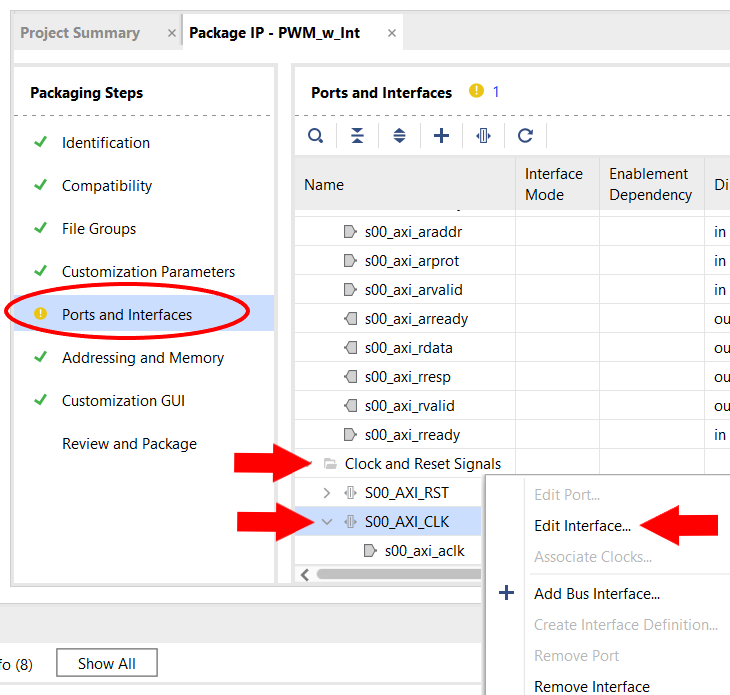 Project Summary × Package IP - PWM_w_Int ×
Packaging Steps
Identification
Compatibility
File Groups
Customization Parameters
Ports and Interfaces
Addressing and Memory
Customization GUI
Review and Package
Ports and Interfaces 1
Name Interface Mode Enablement Dependency Di
s00_axi_araddr in
s00_axi_arprot in
s00_axi_arvalid in
s00_axi_arready ou
s00_axi_rdata ou
s00_axi_rresp ou
s00_axi_rvalid ou
s00_axi_rready in
Clock and Reset Signals
S00_AXI_RST
S00_AXI_CLK
s00_axi_aclk
Edit Port...
Edit Interface...
Associate Clocks...
Add Bus Interface...
Create Interface Definition...
Remove Port
Remove Interface
fo (8) Show All